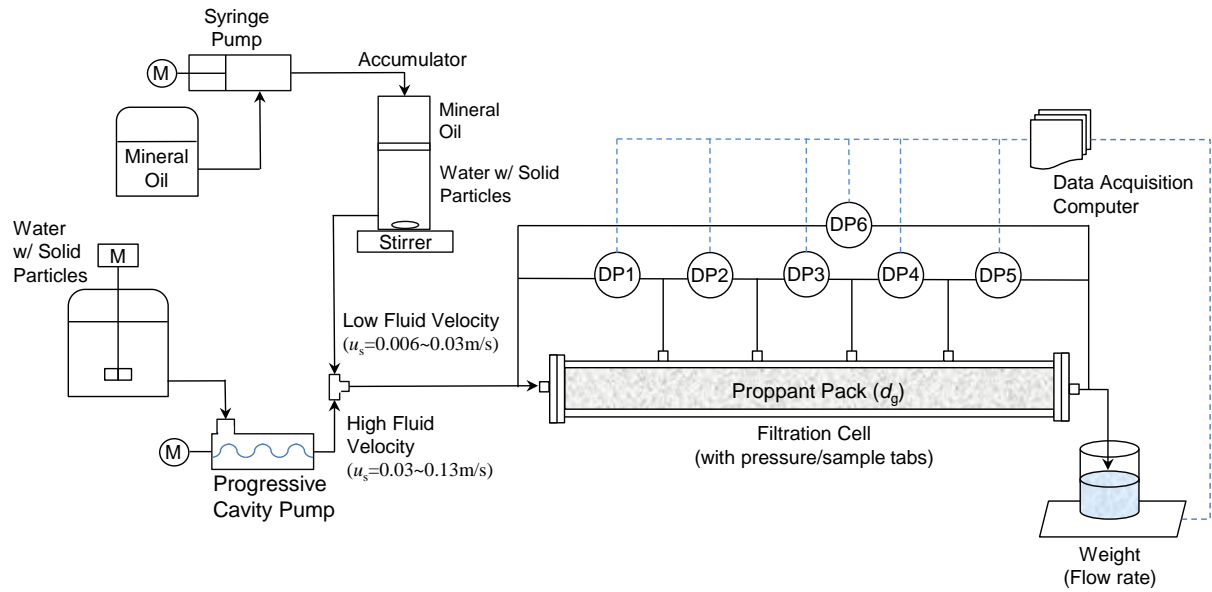 Syringe
Pump
M
Accumulator
Mineral
Oil
Mineral
Oil
Water w/ Solid
Particles
Stirrer
Water
w/ Solid
Particles
M
Data Acquisition
Computer
DP6
DP1
DP2
DP3
DP4
DP5
Low Fluid Velocity
(us=0.006~0.03m/s)
Proppant Pack (dg)
High Fluid
Velocity
(us=0.03~0.13m/s)
M
Progressive
Cavity Pump
Filtration Cell
(with pressure/sample tabs)
Weight
(Flow rate)